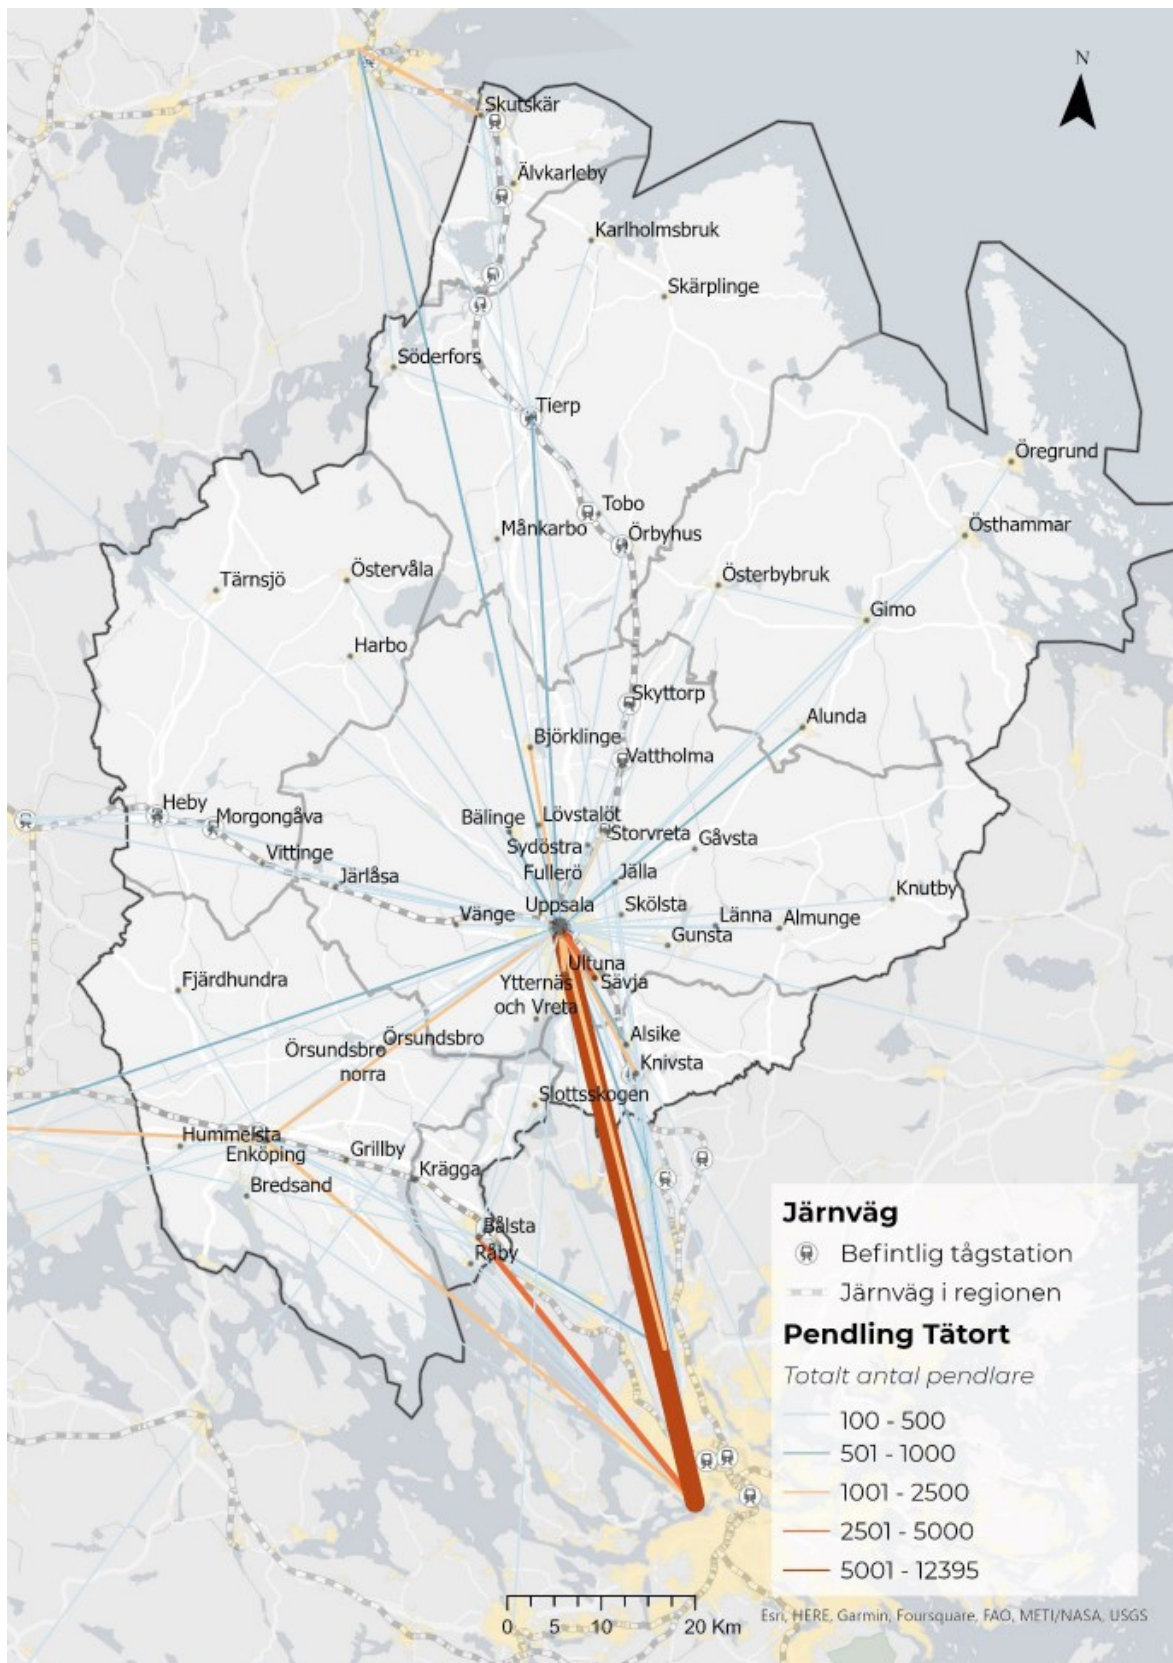 N
Skutskär
Älvkarleby
Karlholmsbruk
Skärplinge
Söderfors
Tierp
Öregrund
Tobo
Månkarbo
Örbyhus
Östhammar
Tärnsjö
Östervåla
Österbybruk
Gimo
Harbo
Skyttorp
Alunda
Björklinge
Vattholma
Heby
Morgongåva
Bälinge
Lövstalöt
Storvreta
Sydöstra
Gåvsta
Vittinge
Järlåsa
Fullerö
Jälla
Knutby
Uppsala
Skölsta
Vänge
Länna
Almunge
Gunsta
Ultuna
Fjärdhundra
Ytternäs
och Vreta
Sävja
Örsundsbro
Örsundsbro
norra
Alsike
Knivsta
Slottsskogen
Hummelsta
Enköping
Grillby
Krägga
Bredsand
Bålsta
Råby
Järnväg
Befintlig tågstation
Järnväg i regionen
Pendling Tätort
Totalt antal pendlare
100 - 500
501 - 1000
1001 - 2500
2501 - 5000
5001 - 12395
0 5 10 20 Km
Esri, HERE, Garmin, Foursquare, FAO, METI/NASA, USGS